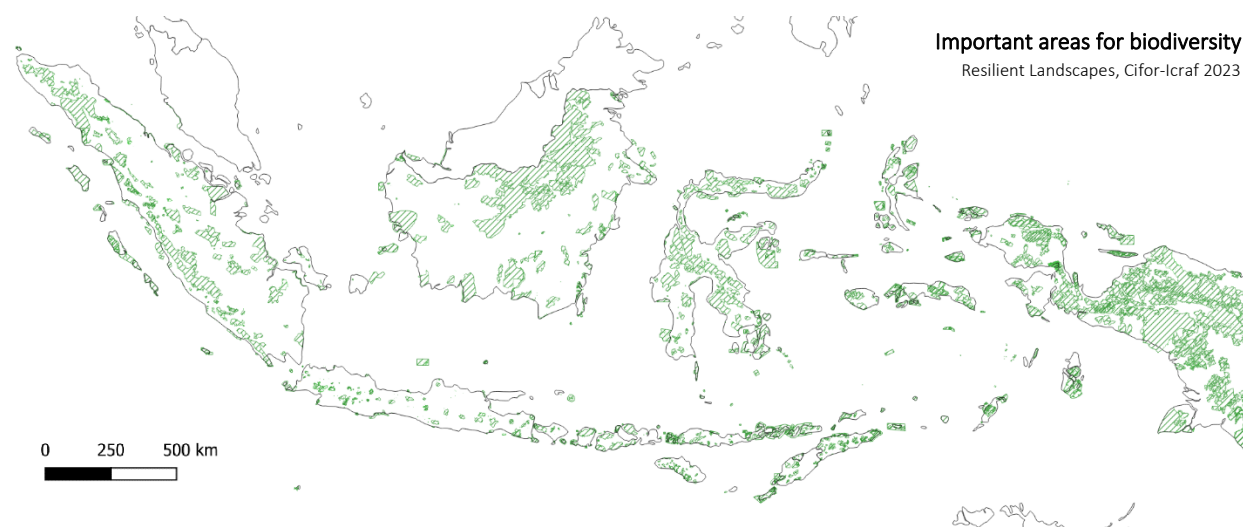 Important areas for biodiversity
Resilient Landscapes, Cifor-Icraf 2023
0 250 500 km